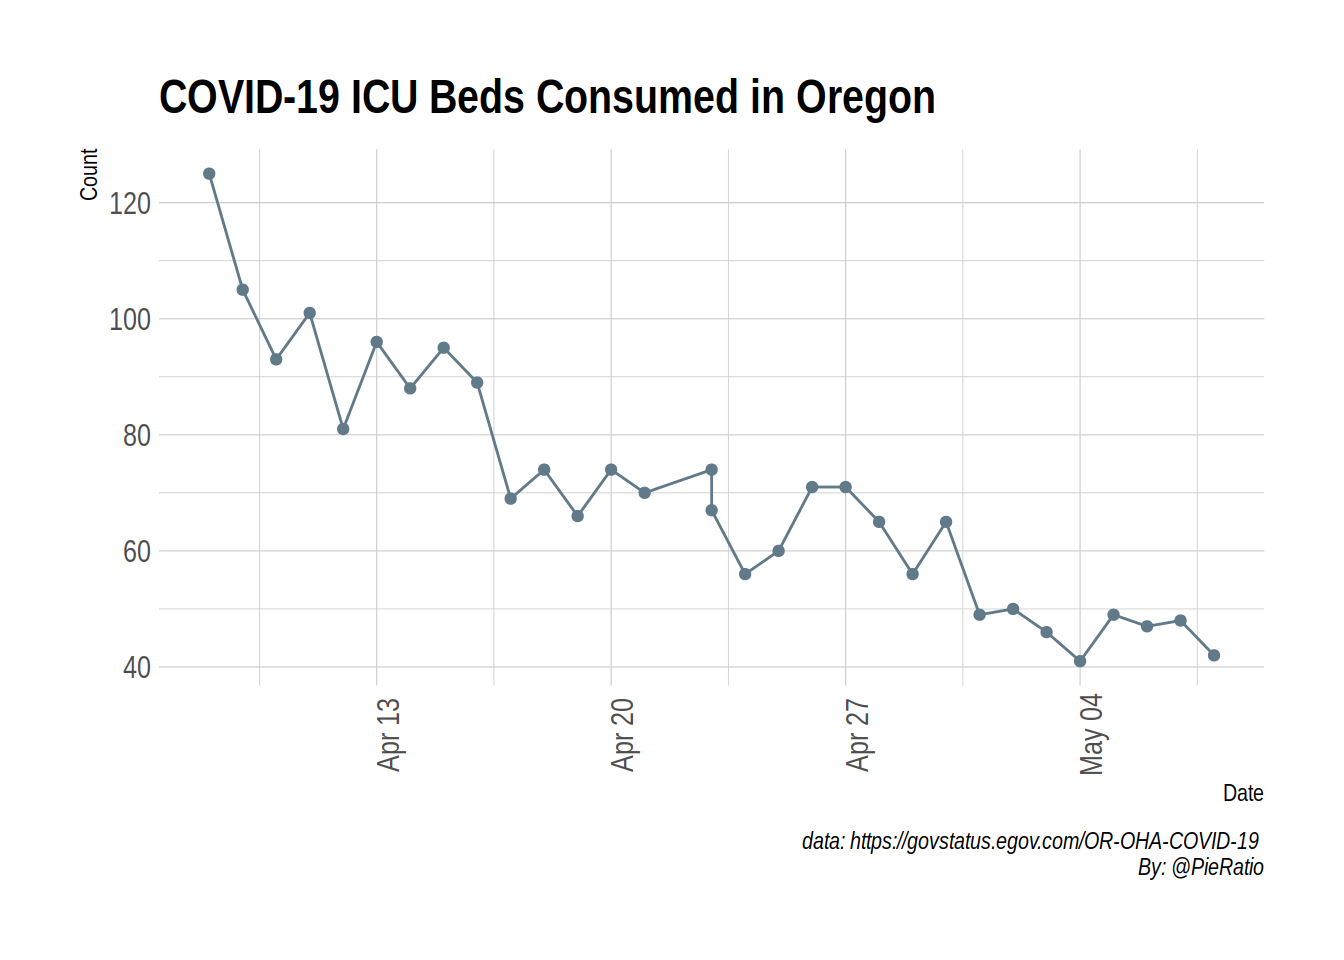 COVID-19 ICU Beds Consumed in Oregon
Count
120
100
80
60
40
Apr 13
Apr 20
Apr 27
May 04
Date
data: https://govstatus.egov.com/OR-OHA-COVID-19
By: @PieRatio